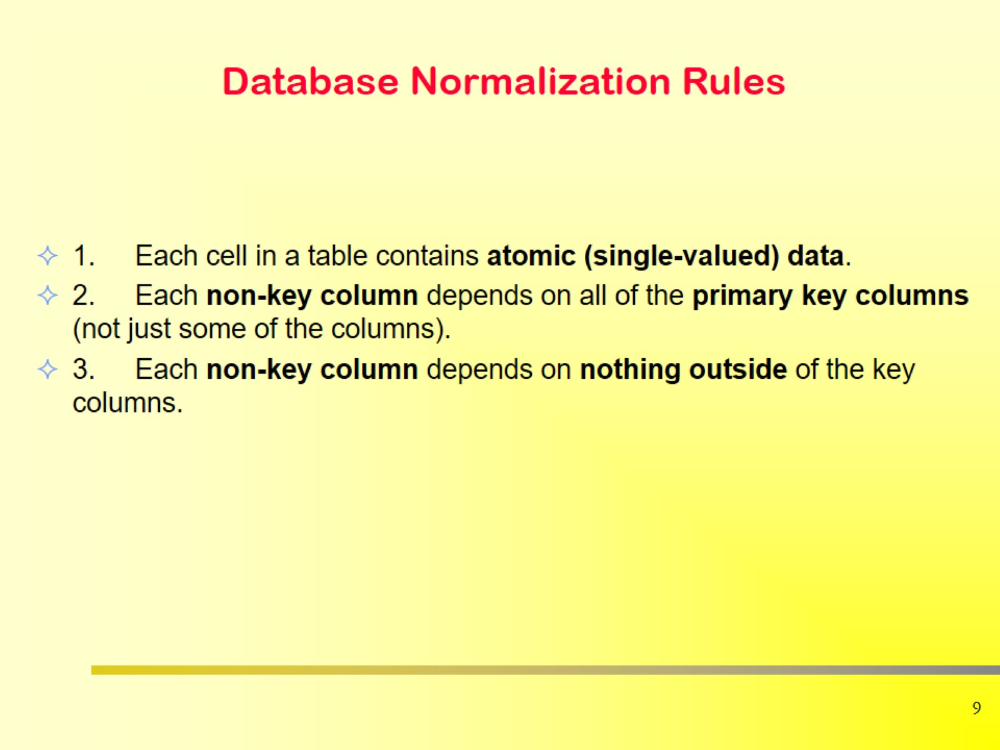 Database Normalization Rules
1. Each cell in a table contains atomic (single-valued) data.
2. Each non-key column depends on all of the primary key columns
(not just some of the columns).
3. Each non-key column depends on nothing outside of the key
columns.
9